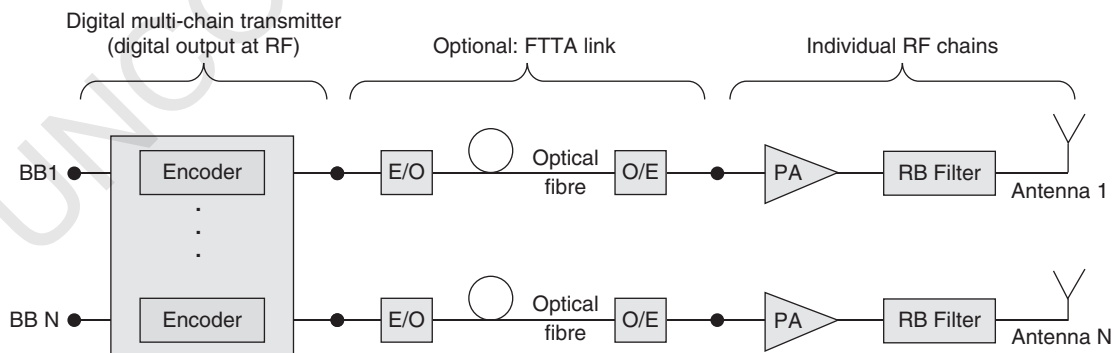 Digital multi-chain transmitter
(digital output at RF)
Optional: FTTA link
Individual RF chains
BB1
Encoder
E/O
Optical
fibre
O/E
PA
RB Filter
Antenna 1
BB N
Encoder
E/O
Optical
fibre
O/E
PA
RB Filter
Antenna N